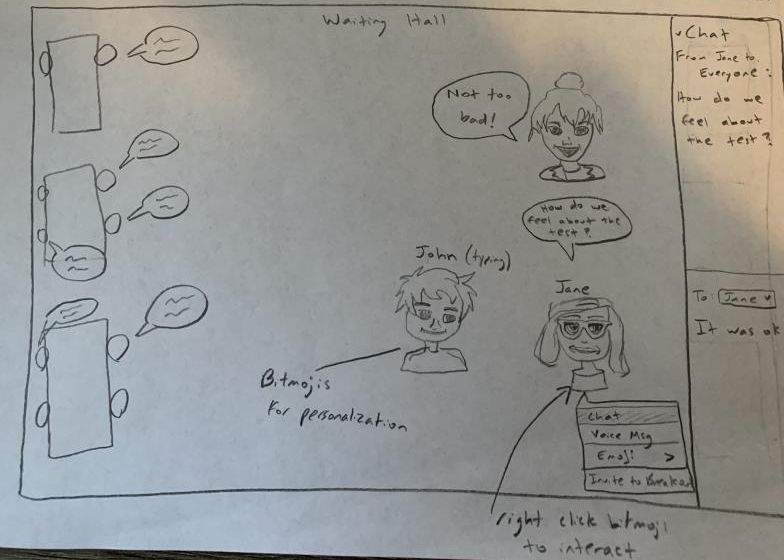 Waiting Hall
Not too
bad!
How do we
feel about the
test?
John (typing)
Jane
Bitmojis
for personalization
Chat
Voice Msg
Emoji >
Invite to Breakout
right click bitmoji
to interact
Chat
From Jane to
Everyone:
How do we
feel about
the test?
To: Jane
It was ok